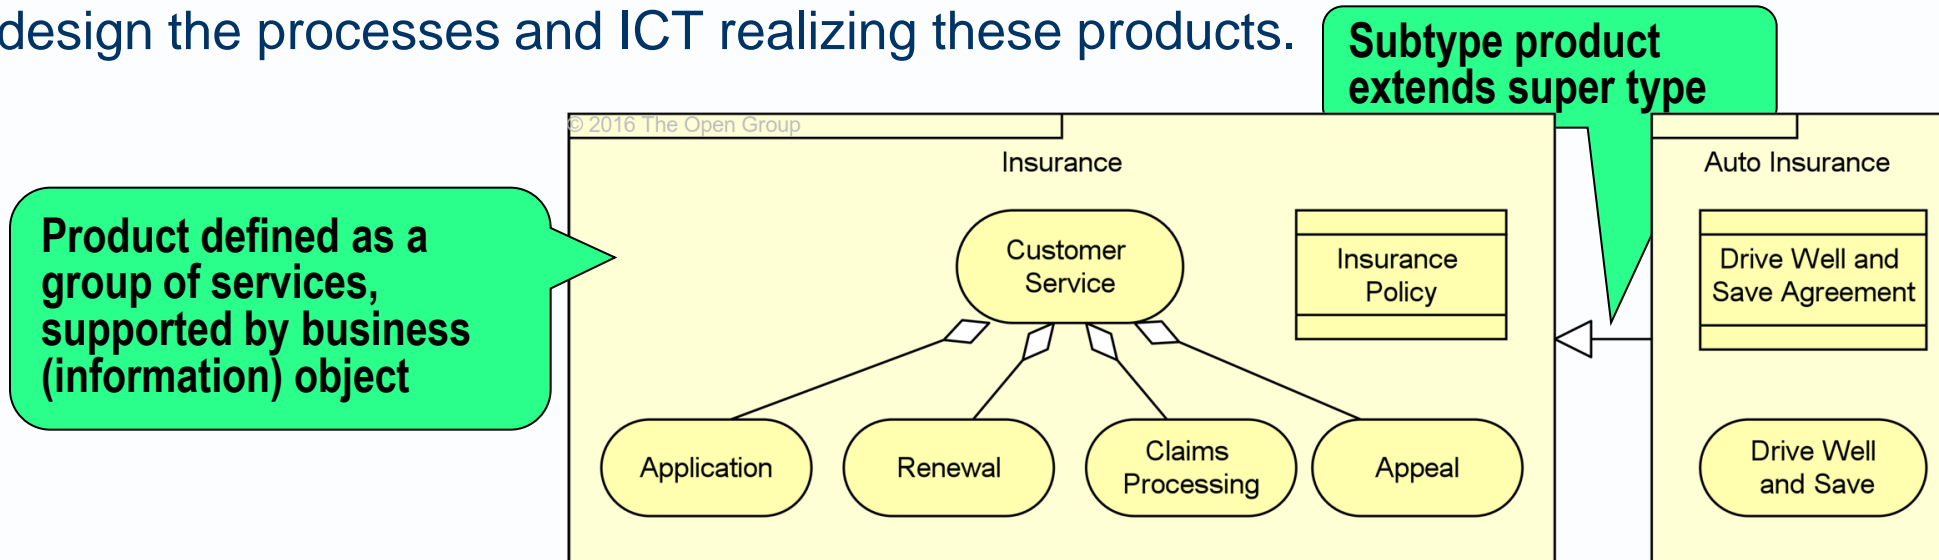 design the processes and ICT realizing these products.
Subtype product
extends super type
© 2016 The Open Group
Insurance
Auto Insurance
Product defined as a
group of services,
supported by business
(information) object
Customer
Service
Insurance
Policy
Drive Well and
Save Agreement
Application
Renewal
Claims
Processing
Appeal
Drive Well
and Save